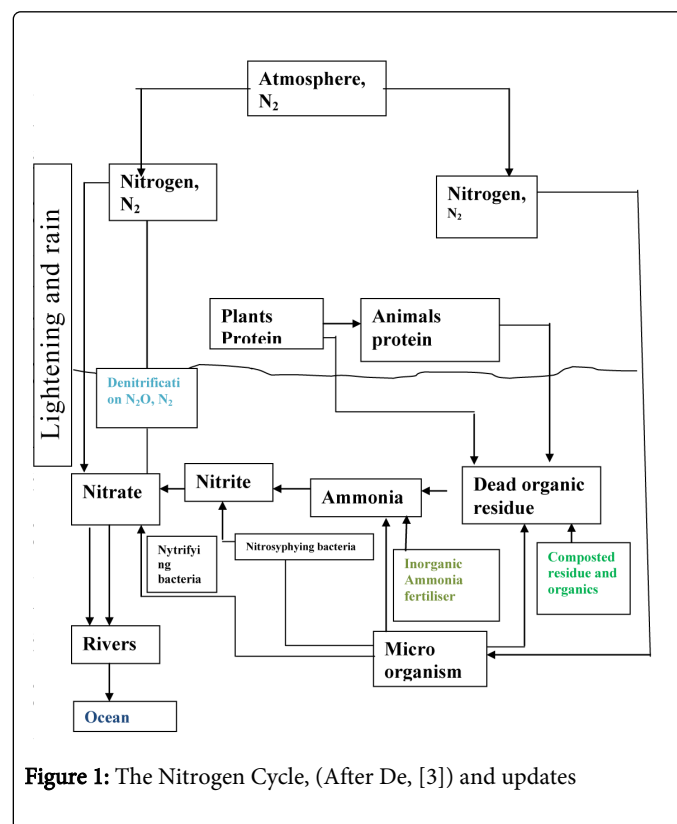 Atmosphere,
N₂
Nitrogen,
N₂
Nitrogen,
N₂
Lightening and rain
Plants
Protein
Animals
protein
Denitrificati
on N₂O, N₂
Nitrate
Nitrite
Ammonia
Dead organic
residue
Nytrifyi
ng
bacteria
Nitrosyphying bacteria
Inorganic
Ammonia
fertiliser
Composted
residue and
organics
Rivers
Micro
organism
Ocean
Figure 1: The Nitrogen Cycle, (After De, [3]) and updates